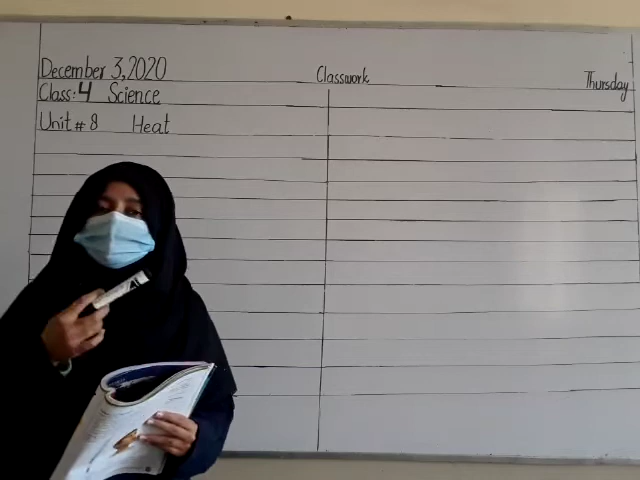 December 3,2020 Classwork Thursday
Class: 4 Science
Unit # 8 Heat